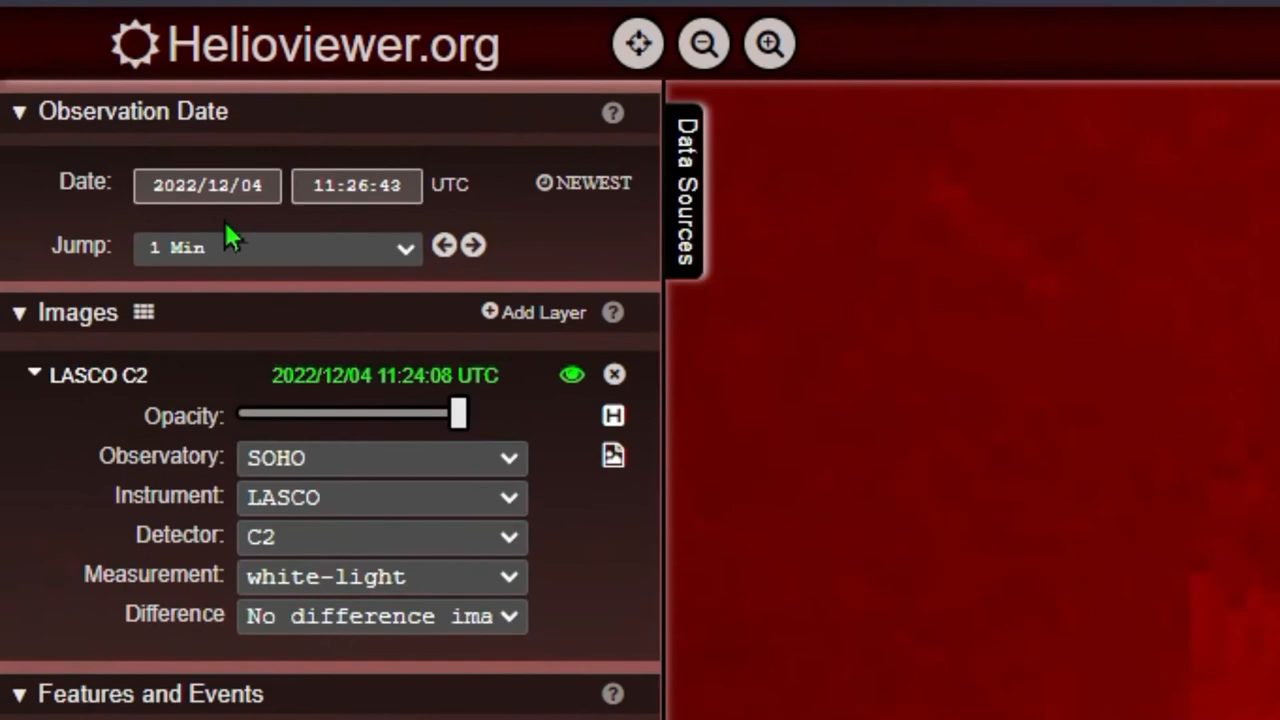 Helioviewer.org
Observation Date
Date: 2022/12/04 11:26:43 UTC NEWEST
Jump: 1 Min
Data Sources
Images Add Layer
LASCO C2 2022/12/04 11:24:08 UTC
Opacity:
Observatory: SOHO
Instrument: LASCO
Detector: C2
Measurement: white-light
Difference No difference ima
Features and Events